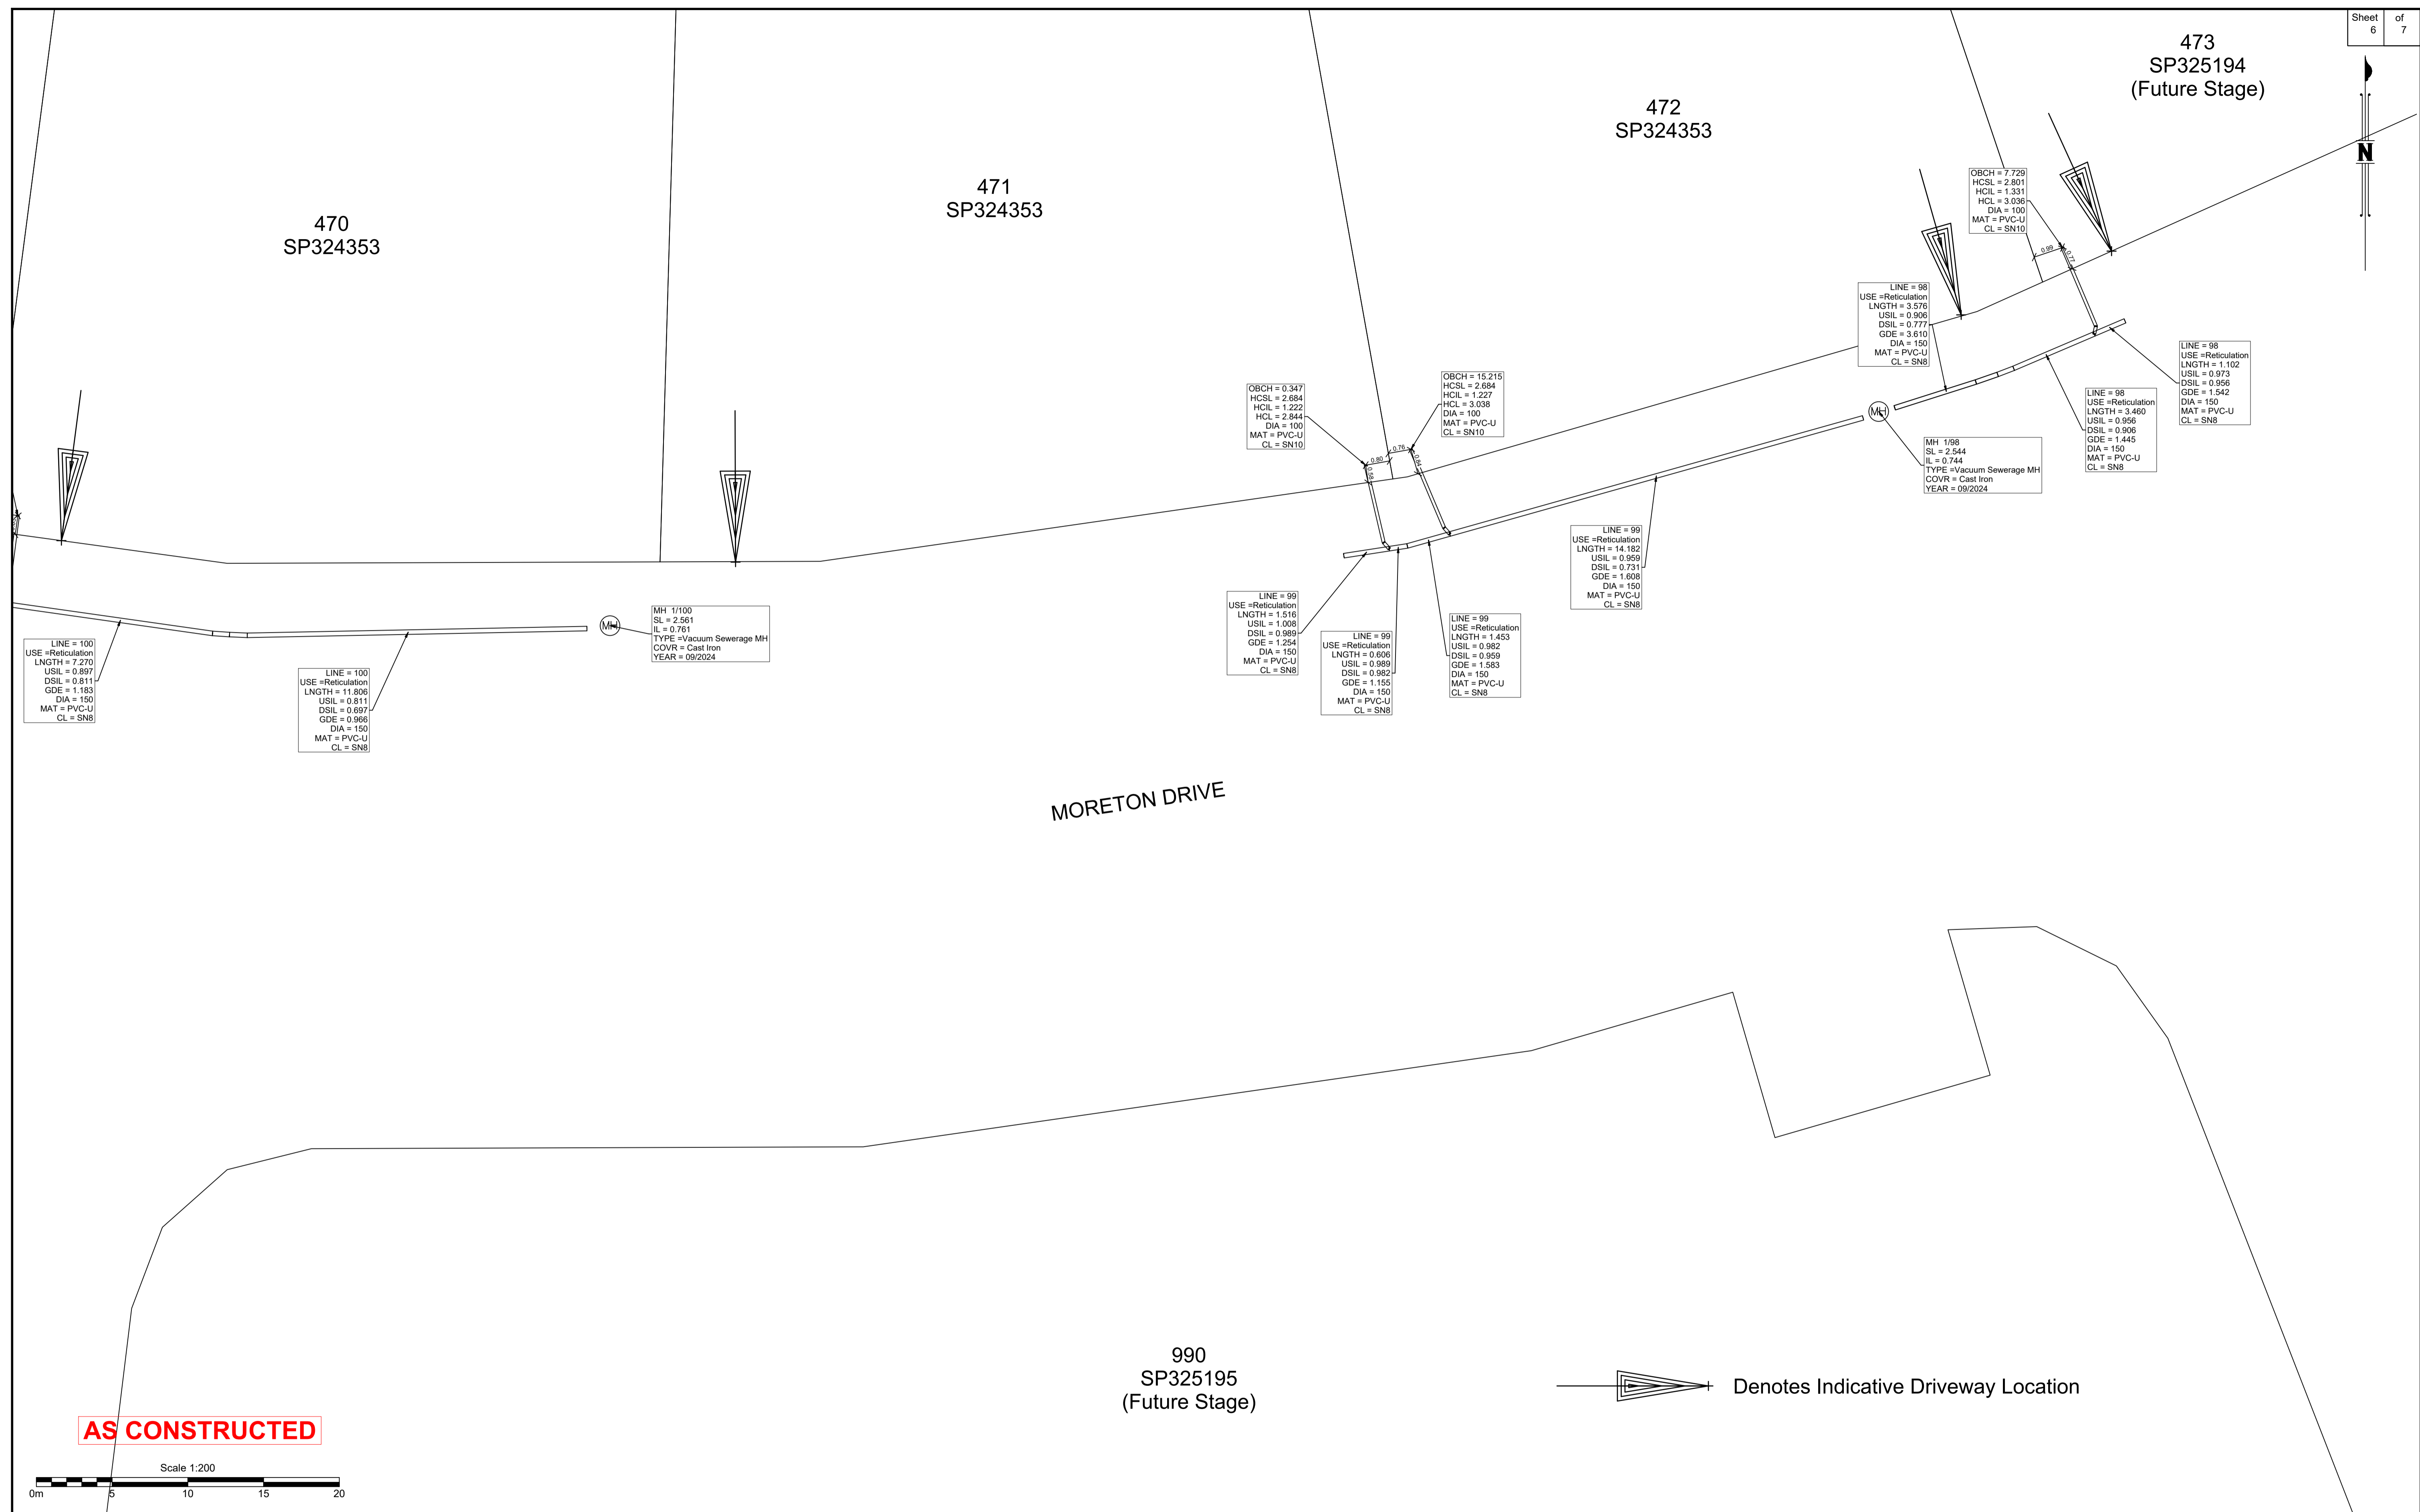 Sheet of
6 7
473
SP325194
(Future Stage)
N
472
SP324353
471
SP324353
470
SP324353
OBCH = 7.729
HCSL = 2.801
HCIL = 1.331
HCL = 3.036
DIA = 100
MAT = PVC-U
CL = SN10
0.99
0.77
LINE = 98
USE =Reticulation
LNGTH = 3.576
USIL = 0.906
DSIL = 0.777
GDE = 3.610
DIA = 150
MAT = PVC-U
CL = SN8
LINE = 98
USE =Reticulation
LNGTH = 1.102
USIL = 0.973
DSIL = 0.956
GDE = 1.542
DIA = 150
MAT = PVC-U
CL = SN8
LINE = 98
USE =Reticulation
LNGTH = 3.460
USIL = 0.956
DSIL = 0.906
GDE = 1.445
DIA = 150
MAT = PVC-U
CL = SN8
OBCH = 0.347
HCSL = 2.684
HCIL = 1.222
HCL = 2.844
DIA = 100
MAT = PVC-U
CL = SN10
OBCH = 15.215
HCSL = 2.684
HCIL = 1.227
HCL = 3.038
DIA = 100
MAT = PVC-U
CL = SN10
0.80
0.76
0.58
0.84
MH
MH 1/98
SL = 2.544
IL = 0.744
TYPE =Vacuum Sewerage MH
COVR = Cast Iron
YEAR = 09/2024
LINE = 99
USE =Reticulation
LNGTH = 14.182
USIL = 0.959
DSIL = 0.731
GDE = 1.608
DIA = 150
MAT = PVC-U
CL = SN8
LINE = 99
USE =Reticulation
LNGTH = 1.516
USIL = 1.008
DSIL = 0.989
GDE = 1.254
DIA = 150
MAT = PVC-U
CL = SN8
LINE = 99
USE =Reticulation
LNGTH = 0.606
USIL = 0.989
DSIL = 0.982
GDE = 1.155
DIA = 150
MAT = PVC-U
CL = SN8
LINE = 99
USE =Reticulation
LNGTH = 1.453
USIL = 0.982
DSIL = 0.959
GDE = 1.583
DIA = 150
MAT = PVC-U
CL = SN8
MH
MH 1/100
SL = 2.561
IL = 0.761
TYPE =Vacuum Sewerage MH
COVR = Cast Iron
YEAR = 09/2024
LINE = 100
USE =Reticulation
LNGTH = 7.270
USIL = 0.897
DSIL = 0.811
GDE = 1.183
DIA = 150
MAT = PVC-U
CL = SN8
LINE = 100
USE =Reticulation
LNGTH = 11.806
USIL = 0.811
DSIL = 0.697
GDE = 0.966
DIA = 150
MAT = PVC-U
CL = SN8
MORETON DRIVE
990
SP325195
(Future Stage)
Denotes Indicative Driveway Location
AS CONSTRUCTED
Scale 1:200
0m 5 10 15 20